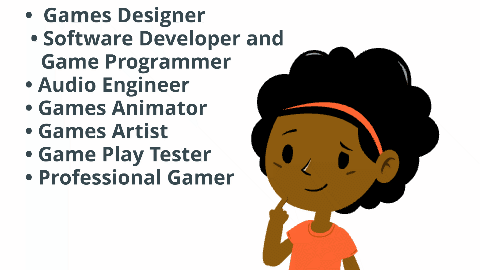 • Games Designer
• Software Developer and
Game Programmer
• Audio Engineer
• Games Animator
• Games Artist
• Game Play Tester
• Professional Gamer